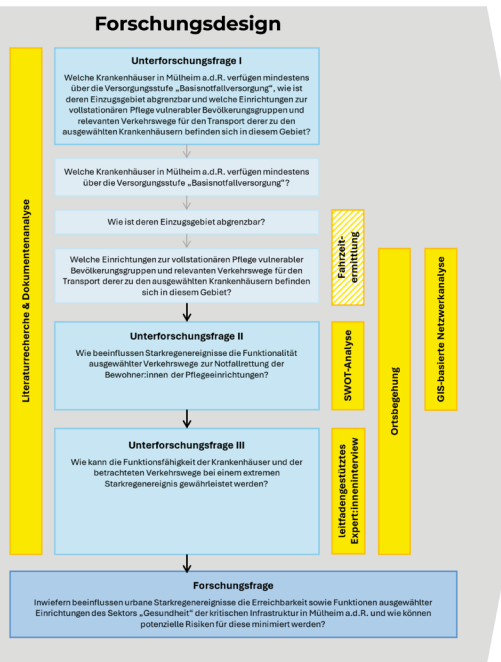 Forschungsdesign
Literaturrecherche & Dokumentenanalyse
Unterforschungsfrage I
Welche Krankenhäuser in Mülheim a.d.R. verfügen mindestens
über die Versorgungsstufe „Basisnotfallversorgung", wie ist
deren Einzugsgebiet abgrenzbar und welche Einrichtungen zur
vollstationären Pflege vulnerabler Bevölkerungsgruppen und
relevanten Verkehrswege für den Transport derer zu den
ausgewählten Krankenhäusern befinden sich in diesem Gebiet?
Welche Krankenhäuser in Mülheim a.d.R. verfügen mindestens
über die Versorgungsstufe „Basisnotfallversorgung"?
Wie ist deren Einzugsgebiet abgrenzbar?
Welche Einrichtungen zur vollstationären Pflege vulnerabler
Bevölkerungsgruppen und relevanten Verkehrswege für den
Transport derer zu den ausgewählten Krankenhäusern befinden
sich in diesem Gebiet?
Fahrzeit-
ermittlung
Unterforschungsfrage II
Wie beeinflussen Starkregenereignisse die Funktionalität
ausgewählter Verkehrswege zur Notfallrettung der
Bewohner:innen der Pflegeeinrichtungen?
SWOT-Analyse
Unterforschungsfrage III
Wie kann die Funktionsfähigkeit der Krankenhäuser und der
betrachteten Verkehrswege bei einem extremen
Starkregenereignis gewährleistet werden?
leitfadengestütztes
Expert:inneninterview
Ortsbegehung
GIS-basierte Netzwerkanalyse
Forschungsfrage
Inwiefern beeinflussen urbane Starkregenereignisse die Erreichbarkeit sowie Funktionen ausgewählter
Einrichtungen des Sektors „Gesundheit" der kritischen Infrastruktur in Mülheim a.d.R. und wie können
potenzielle Risiken für diese minimiert werden?